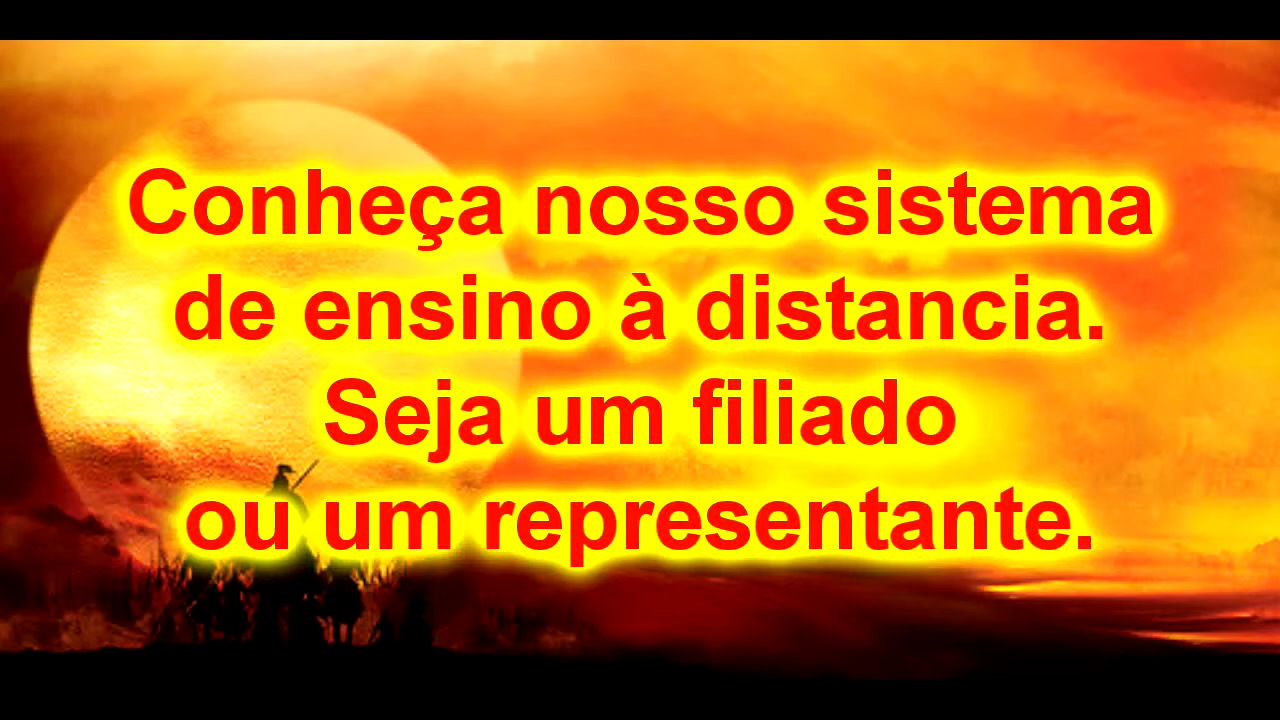 Conheça nosso sistema
de ensino à distancia.
Seja um filiado
ou um representante.